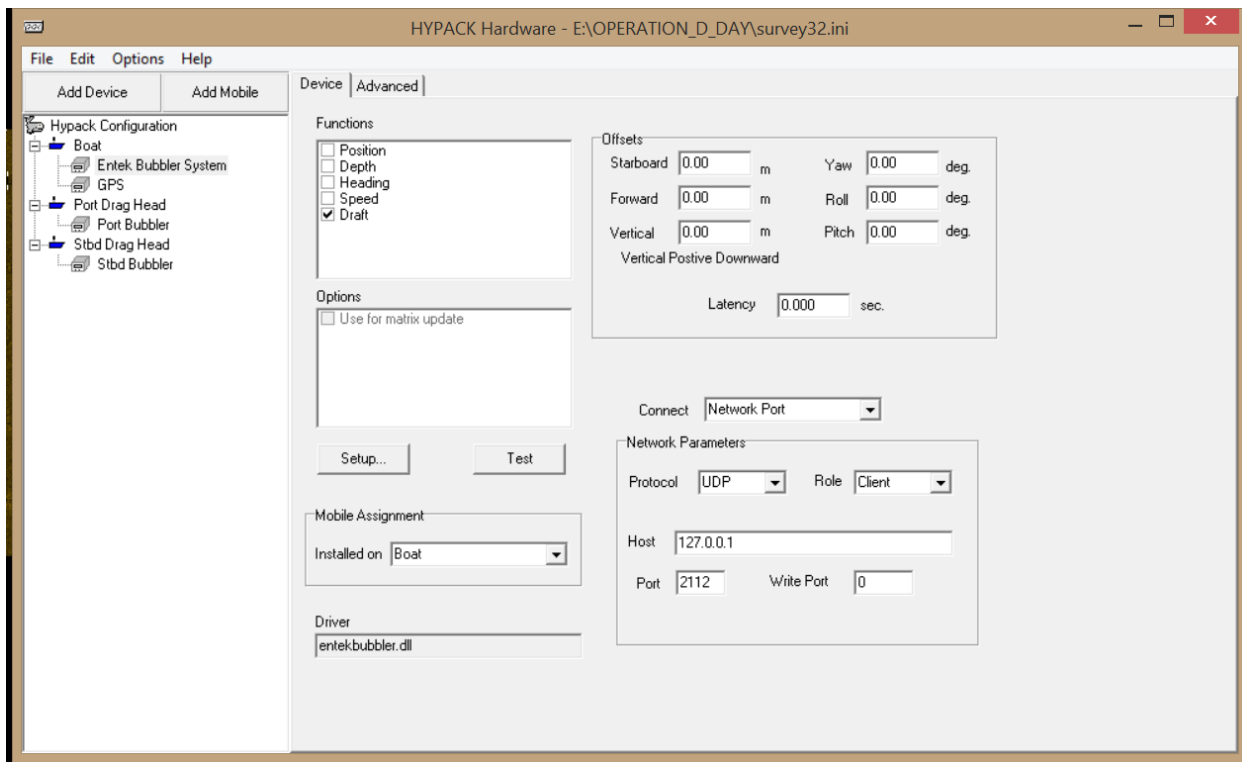 HYPACK Hardware - E:\OPERATION_D_DAY\survey32.ini
File Edit Options Help
Add Device Add Mobile
Hypack Configuration
Boat
Entek Bubbler System
GPS
Port Drag Head
Port Bubbler
Stbd Drag Head
Stbd Bubbler
Device Advanced
Functions
Position
Depth
Heading
Speed
Draft
Options
Use for matrix update
Setup... Test
Mobile Assignment
Installed on Boat
Driver
entekbubbler.dll
Offsets
Starboard 0.00 m Yaw 0.00 deg.
Forward 0.00 m Roll 0.00 deg.
Vertical 0.00 m Pitch 0.00 deg.
Vertical Postive Downward
Latency 0.000 sec.
Connect Network Port
Network Parameters
Protocol UDP Role Client
Host 127.0.0.1
Port 2112 Write Port 0